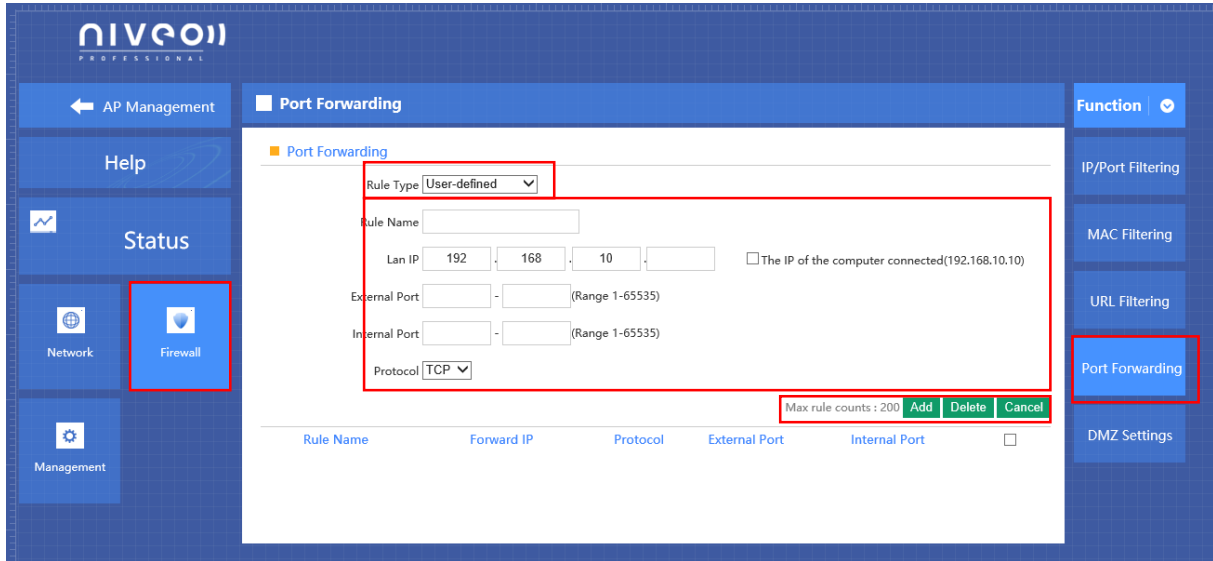 niveo
PROFESSIONAL
AP Management
Help
Status
Network
Firewall
Management
Port Forwarding
Port Forwarding
Rule Type User-defined
Rule Name
Lan IP 192 . 168 . 10 . The IP of the computer connected(192.168.10.10)
External Port - (Range 1-65535)
Internal Port - (Range 1-65535)
Protocol TCP
Max rule counts : 200 Add Delete Cancel
Rule Name Forward IP Protocol External Port Internal Port
Function
IP/Port Filtering
MAC Filtering
URL Filtering
Port Forwarding
DMZ Settings